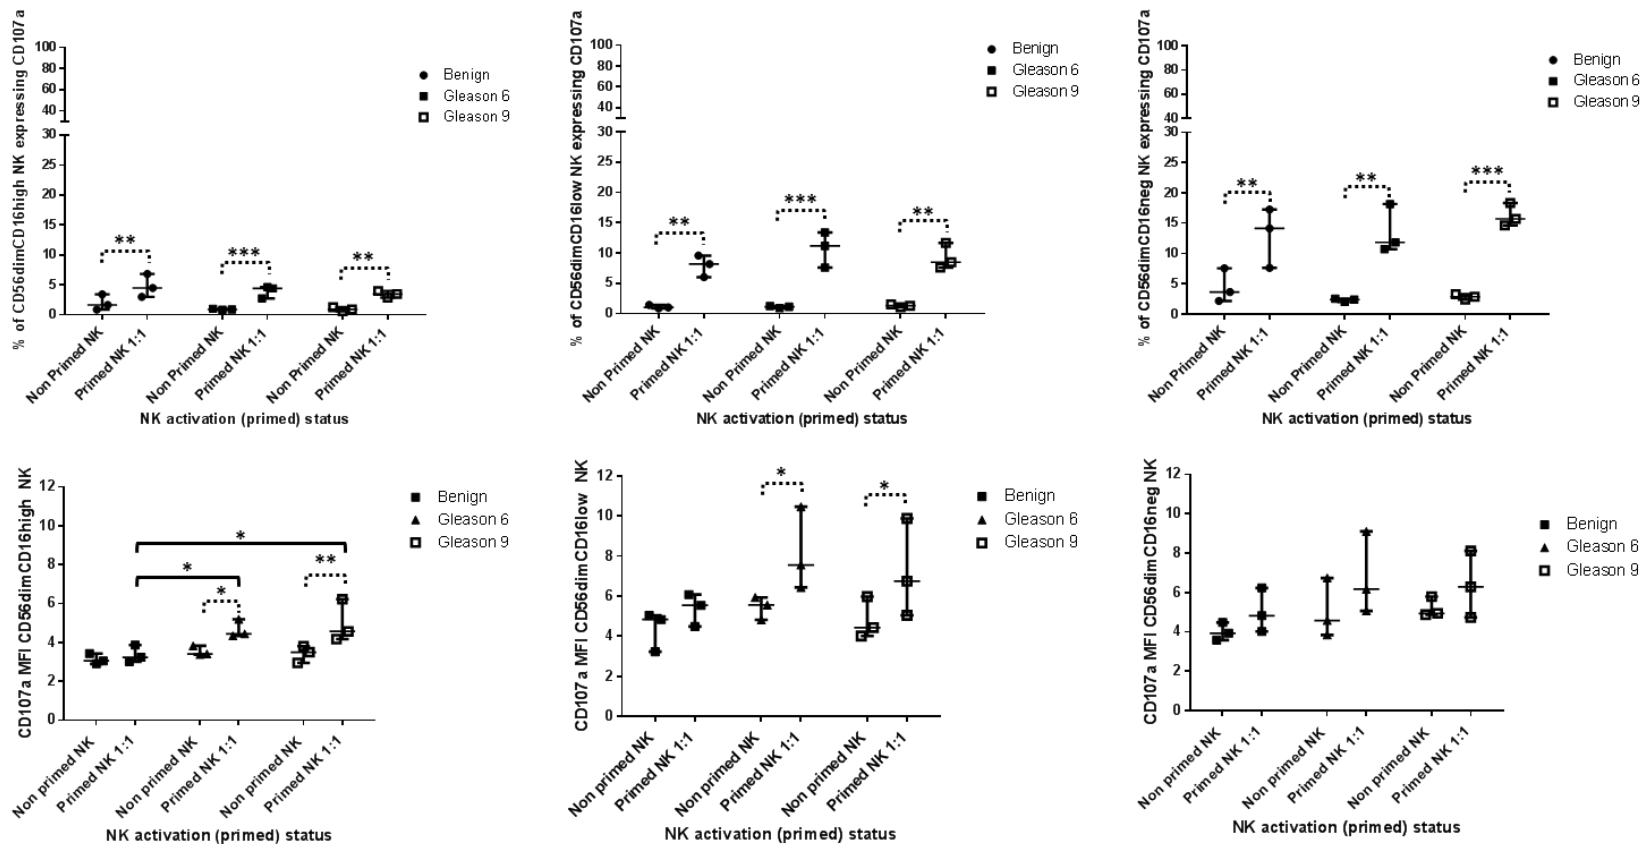 % of CD56dimCD16high NK expressing CD107a
100
80
60
40
30
25
20
15
10
5
0
** *** **
Non Primed NK
Primed NK 1:1
Non Primed NK
Primed NK 1:1
Non Primed NK
Primed NK 1:1
NK activation (primed) status
Benign
Gleason 6
Gleason 9
% of CD56dimCD16low NK expressing CD107a
100
80
60
40
30
25
20
15
10
5
0
** *** **
Non Primed NK
Primed NK 1:1
Non Primed NK
Primed NK 1:1
Non Primed NK
Primed NK 1:1
NK activation (primed) status
Benign
Gleason 6
Gleason 9
% of CD56dimCD16neg NK expressing CD107a
100
80
60
40
30
25
20
15
10
5
0
** ** ***
Non Primed NK
Primed NK 1:1
Non Primed NK
Primed NK 1:1
Non Primed NK
Primed NK 1:1
NK activation (primed) status
Benign
Gleason 6
Gleason 9
CD107a MFI CD56dimCD16high NK
12
10
8
6
4
2
0
*
*
* **
Non primed NK
Primed NK 1:1
Non primed NK
Primed NK 1:1
Non primed NK
Primed NK 1:1
NK activation (primed) status
Benign
Gleason 6
Gleason 9
CD107a MFI CD56dimCD16low NK
12
10
8
6
4
2
0
* *
Non primed NK
Primed NK 1:1
Non primed NK
Primed NK 1:1
Non primed NK
Primed NK 1:1
NK activation (primed) status
Benign
Gleason 6
Gleason 9
CD107a MFI CD56dimCD16neg NK
12
10
8
6
4
2
0
Non primed NK
Primed NK 1:1
Non primed NK
Primed NK 1:1
Non primed NK
Primed NK 1:1
NK activation (primed) status
Benign
Gleason 6
Gleason 9